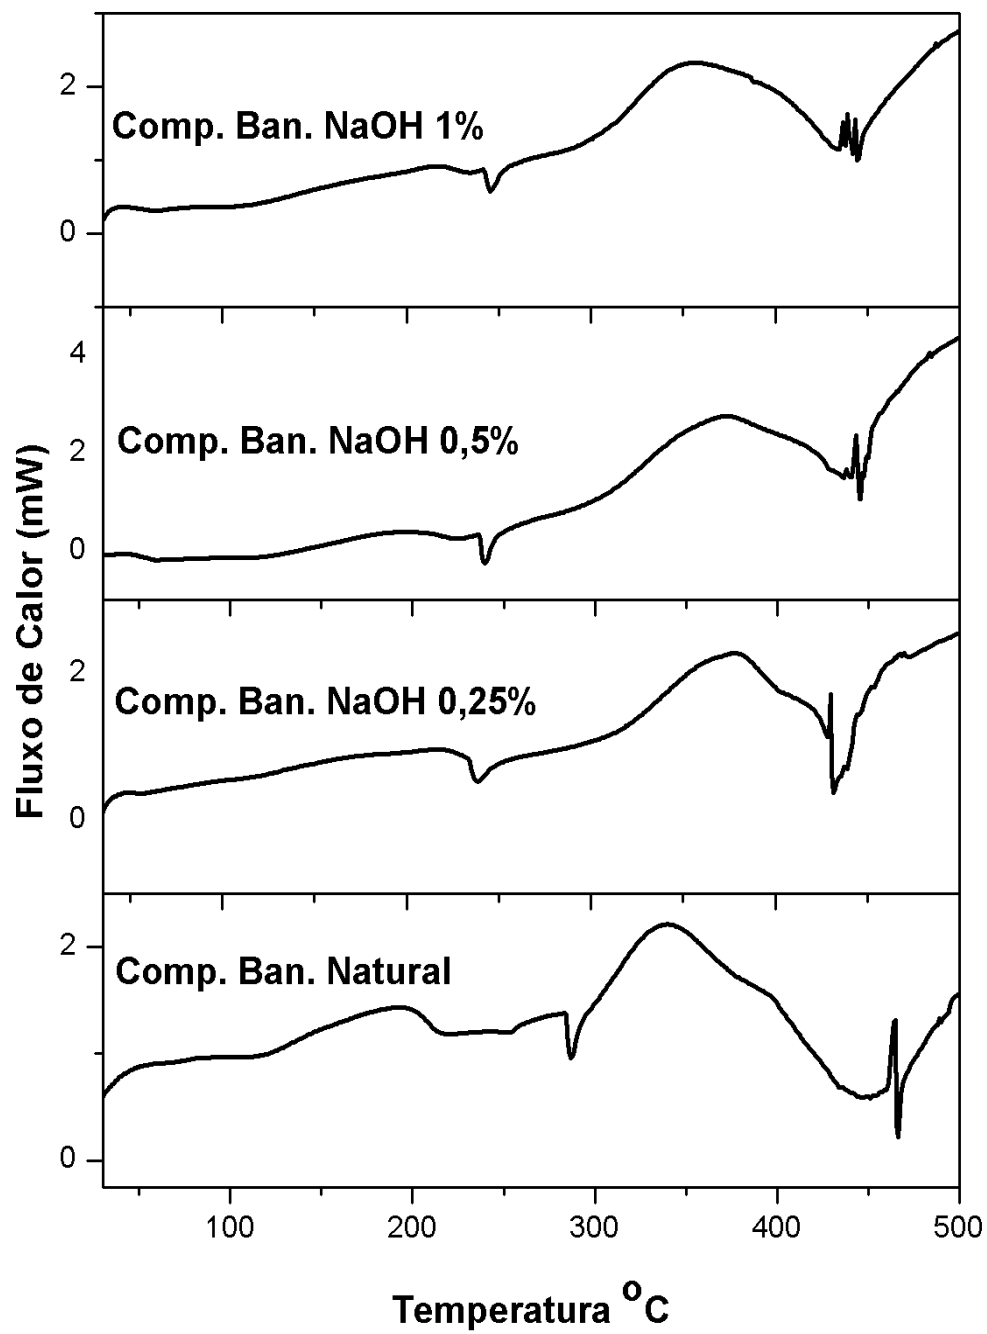 2
Comp. Ban. NaOH 1%
0
4
Comp. Ban. NaOH 0,5%
2
0
2
Comp. Ban. NaOH 0,25%
0
2
Comp. Ban. Natural
0
100 200 300 400 500
Temperatura °C
Fluxo de Calor (mW)